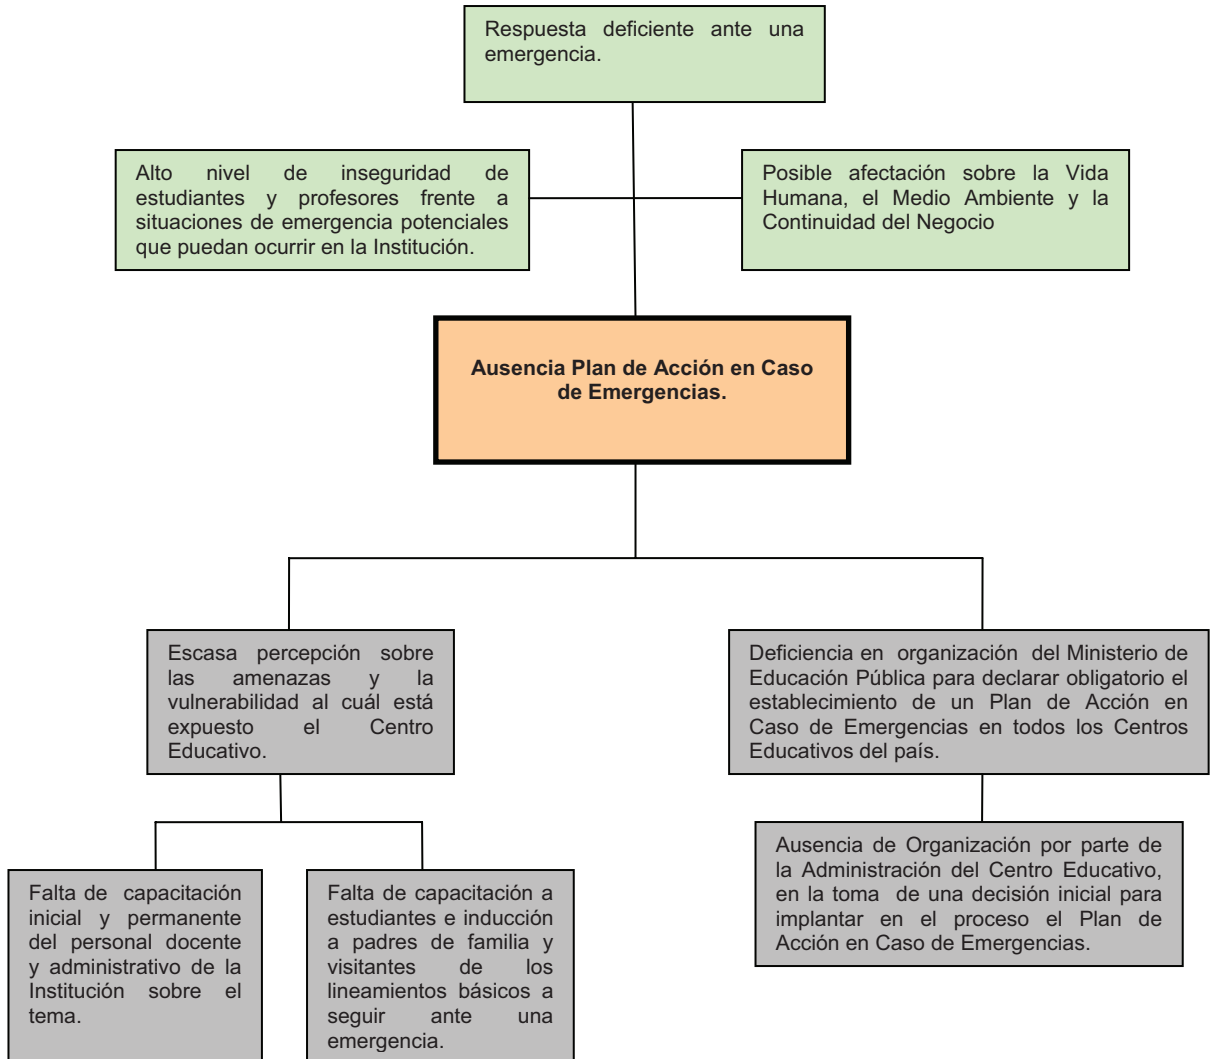 Respuesta deficiente ante una
emergencia.
Alto nivel de inseguridad de
estudiantes y profesores frente a
situaciones de emergencia potenciales
que puedan ocurrir en la Institución.
Posible afectación sobre la Vida
Humana, el Medio Ambiente y la
Continuidad del Negocio
Ausencia Plan de Acción en Caso
de Emergencias.
Escasa percepción sobre
las amenazas y la
vulnerabilidad al cuál está
expuesto el Centro
Educativo.
Deficiencia en organización del Ministerio de
Educación Pública para declarar obligatorio el
establecimiento de un Plan de Acción en
Caso de Emergencias en todos los Centros
Educativos del país.
Falta de capacitación
inicial y permanente
del personal docente
y administrativo de la
Institución sobre el
tema.
Falta de capacitación a
estudiantes e inducción
a padres de familia y
visitantes de los
lineamientos básicos a
seguir ante una
emergencia.
Ausencia de Organización por parte de
la Administración del Centro Educativo,
en la toma de una decisión inicial para
implantar en el proceso el Plan de
Acción en Caso de Emergencias.